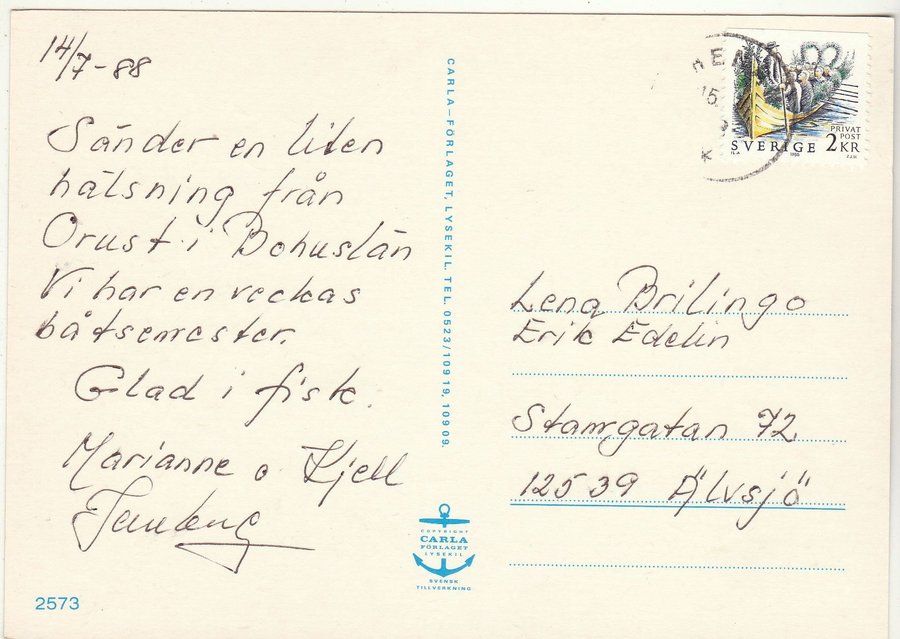 14/7-88
Sänder en liten
hälsning från
Orust i Bohuslän
Vi har en veckas
båtsemester.
Glad i fisk.
Marianne o Kjell
CARLA-FÖRLAGET, LYSEKIL. TEL. 0523/109 19, 109 09.
PRIVAT
POST
SVERIGE 2KR
1988
Lena Brilingo
Erik Edelin
Stamgatan 72
125 39 Älvsjö
COPYRIGHT
CARLA
FÖRLAGET
LYSEKIL
SVENSK
TILLVERKNING
2573